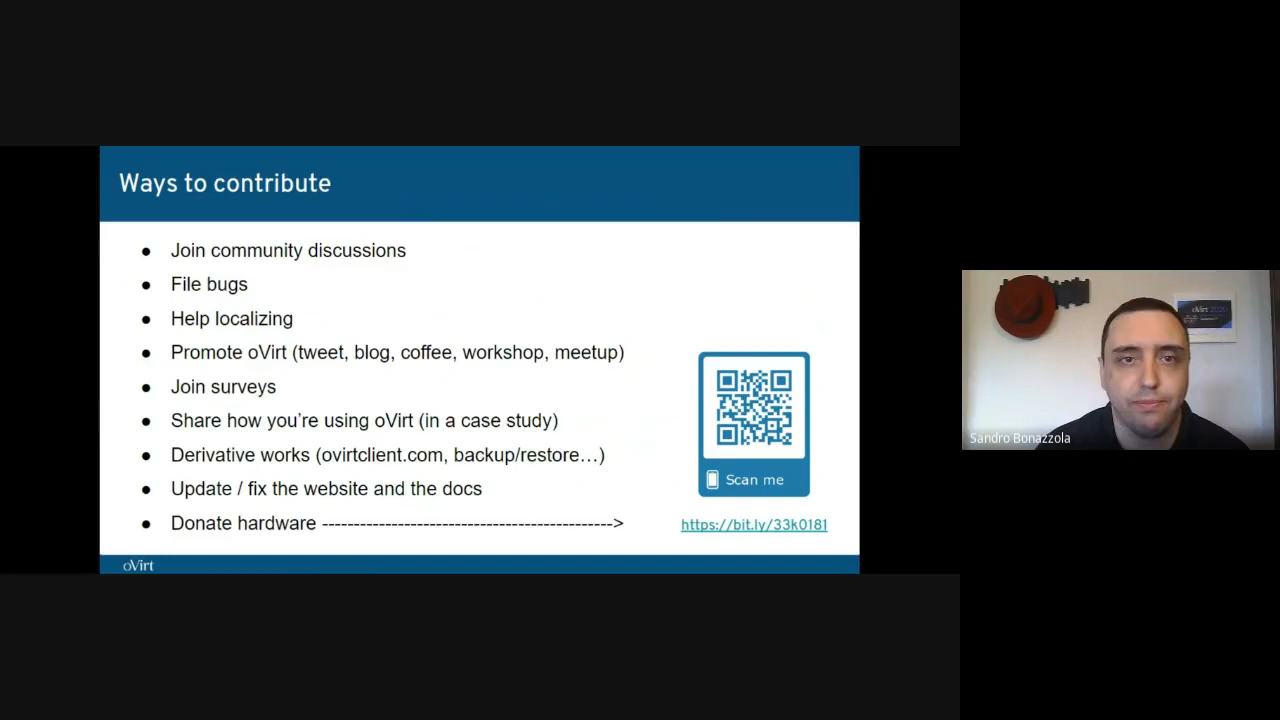 Ways to contribute
● Join community discussions
● File bugs
● Help localizing
● Promote oVirt (tweet, blog, coffee, workshop, meetup)
● Join surveys
● Share how you’re using oVirt (in a case study)
● Derivative works (ovirtclient.com, backup/restore…)
● Update / fix the website and the docs
● Donate hardware ---------------------------------------------->
Scan me
https://bit.ly/33k0181
oVirt
oVirt 2020
Sandro Bonazzola